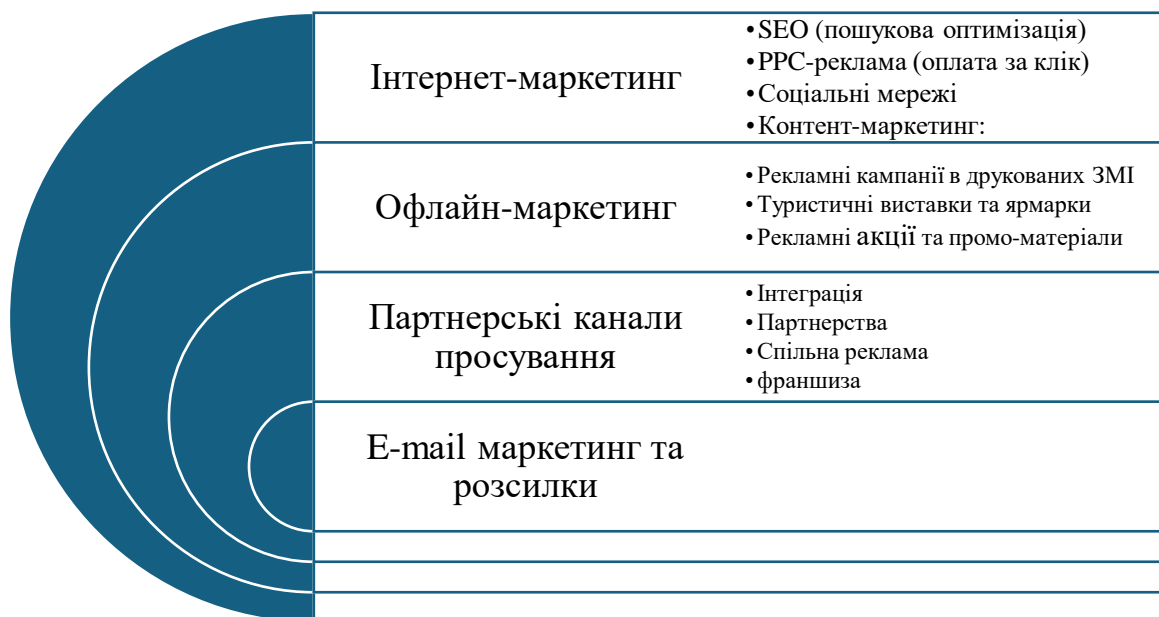 Інтернет-маркетинг
•SEO (пошукова оптимізація)
•PPC-реклама (оплата за клік)
•Соціальні мережі
•Контент-маркетинг:
Офлайн-маркетинг
•Рекламні кампанії в друкованих ЗМІ
•Туристичні виставки та ярмарки
•Рекламні акції та промо-матеріали
Партнерські канали
просування
•Інтеграція
•Партнерства
•Спільна реклама
•франшиза
E-mail маркетинг та
розсилки